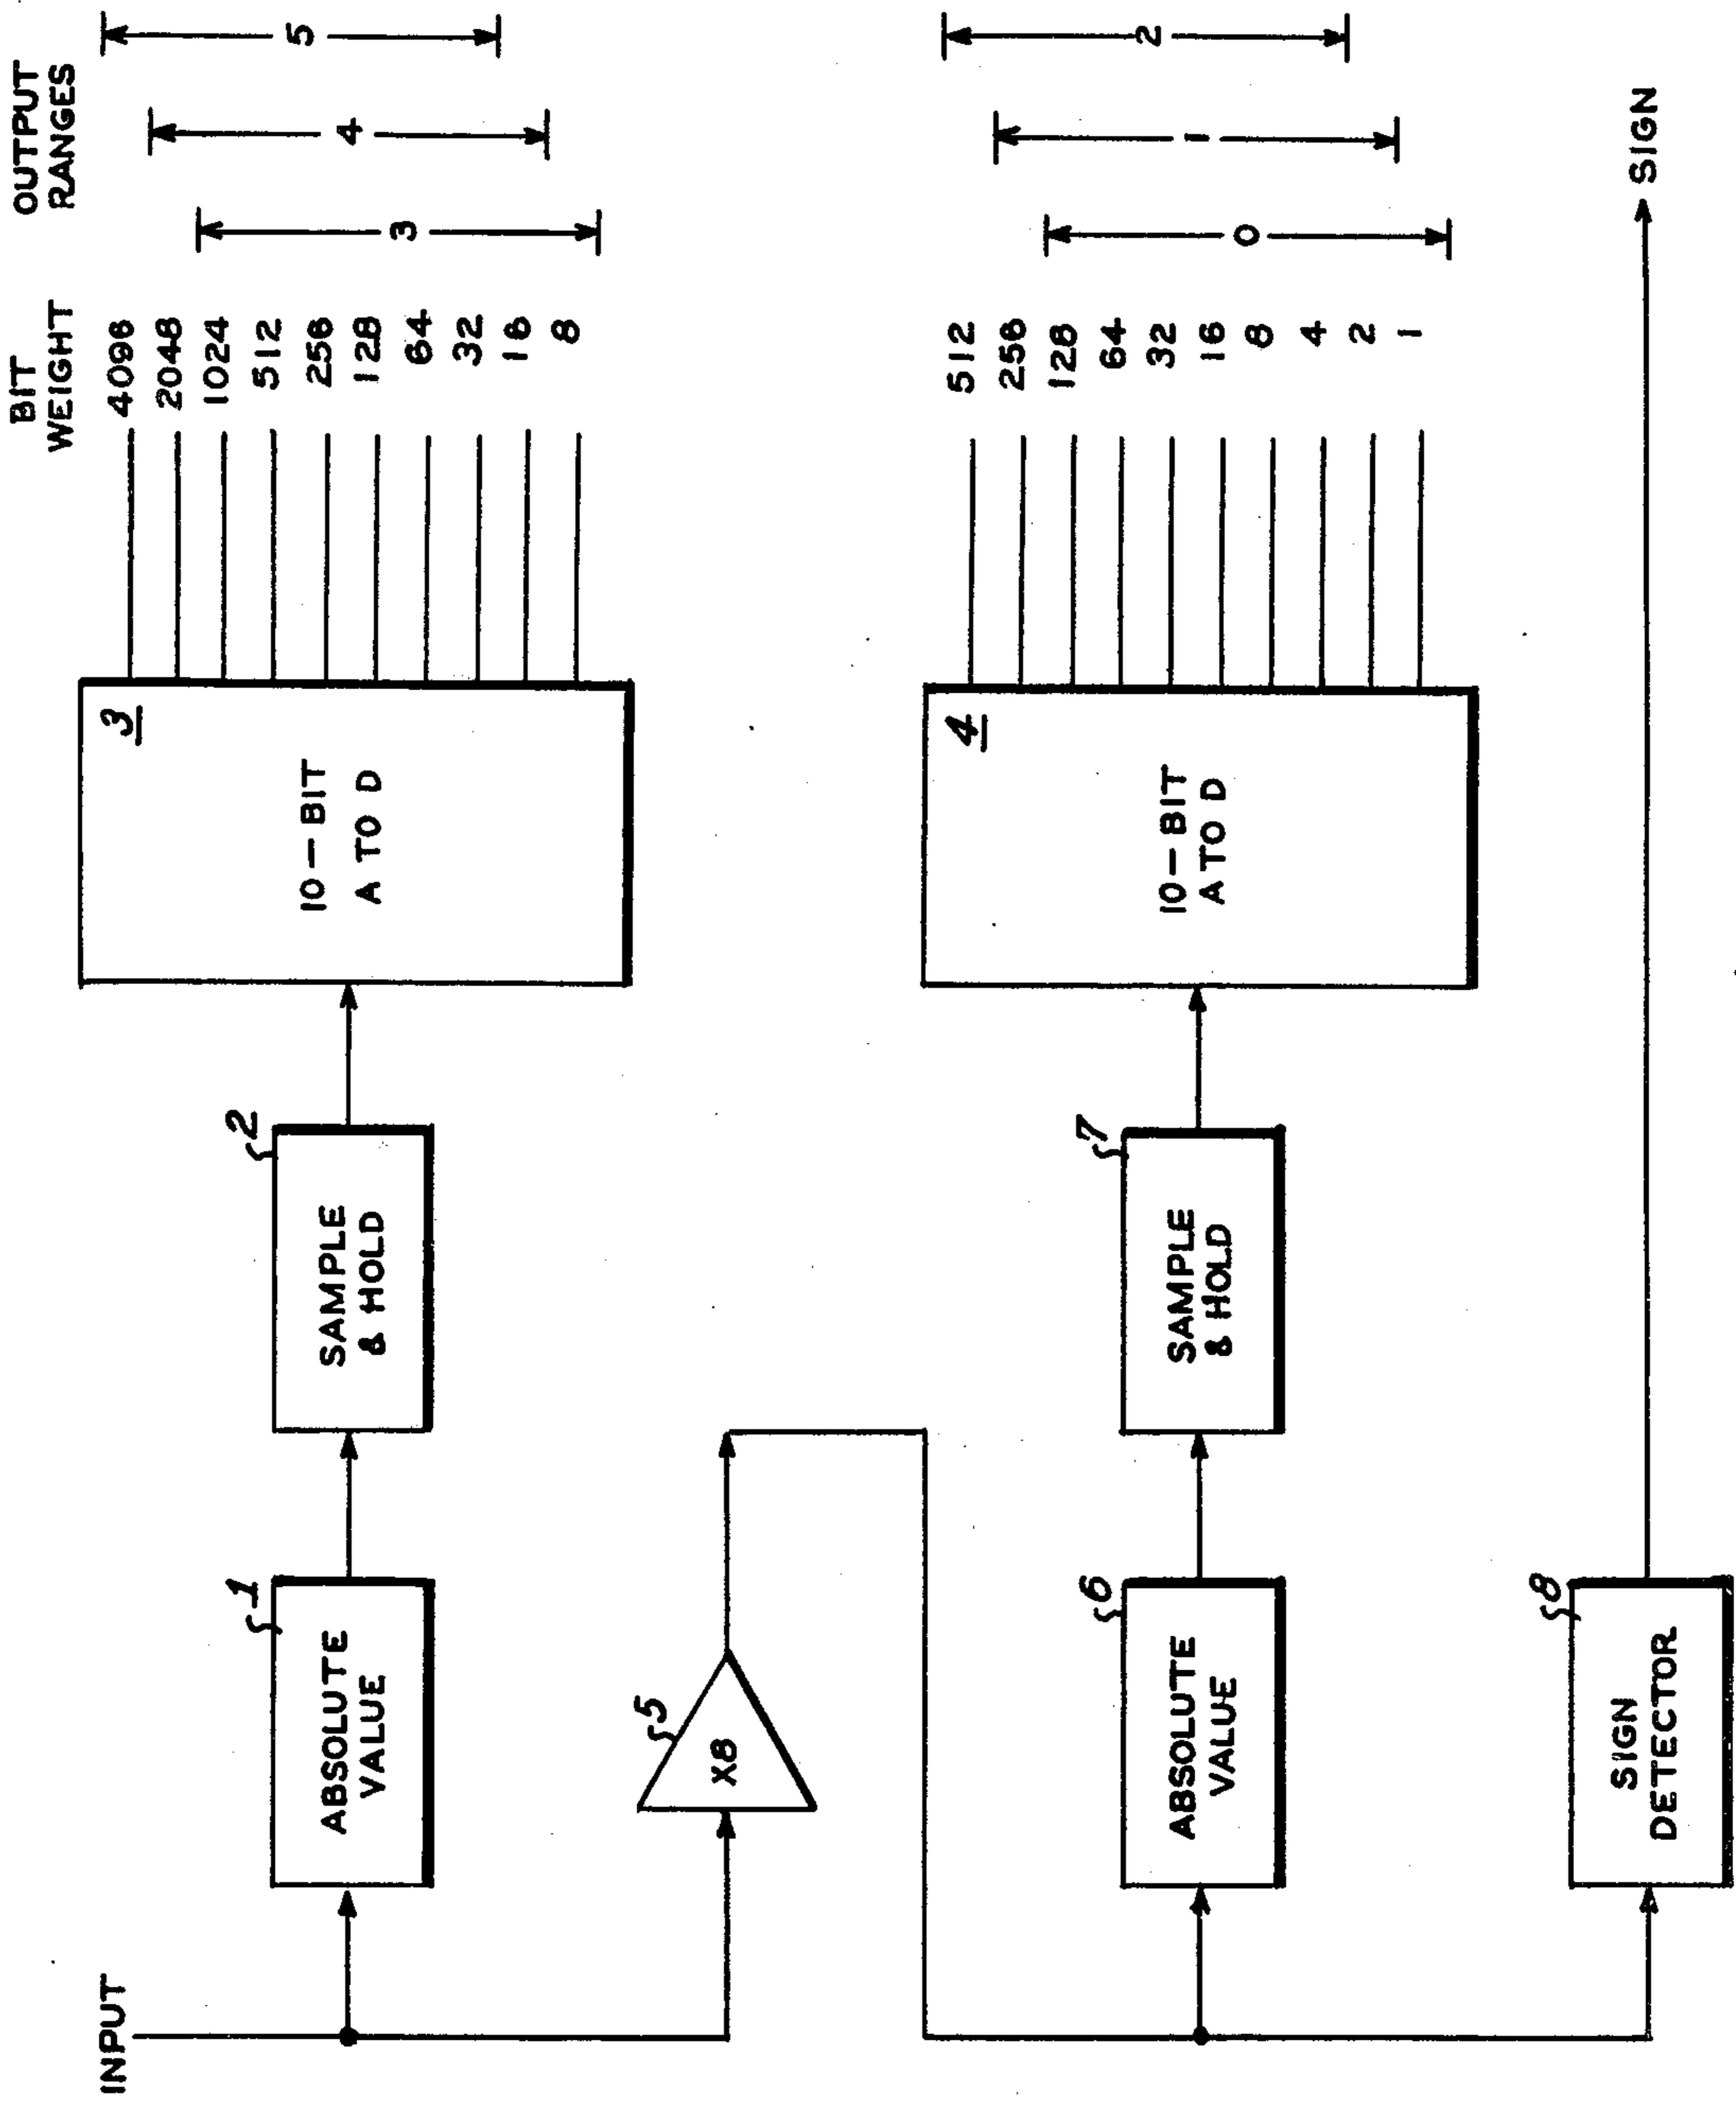 INPUT
1
ABSOLUTE
VALUE
2
SAMPLE
& HOLD
3
10-BIT
A TO D
BIT
WEIGHT
4096
2048
1024
512
256
128
64
32
16
8
OUTPUT
RANGES
3
4
5
5
X8
6
ABSOLUTE
VALUE
7
SAMPLE
& HOLD
4
10-BIT
A TO D
512
256
128
64
32
16
8
4
2
1
0
1
2
8
SIGN
DETECTOR
SIGN